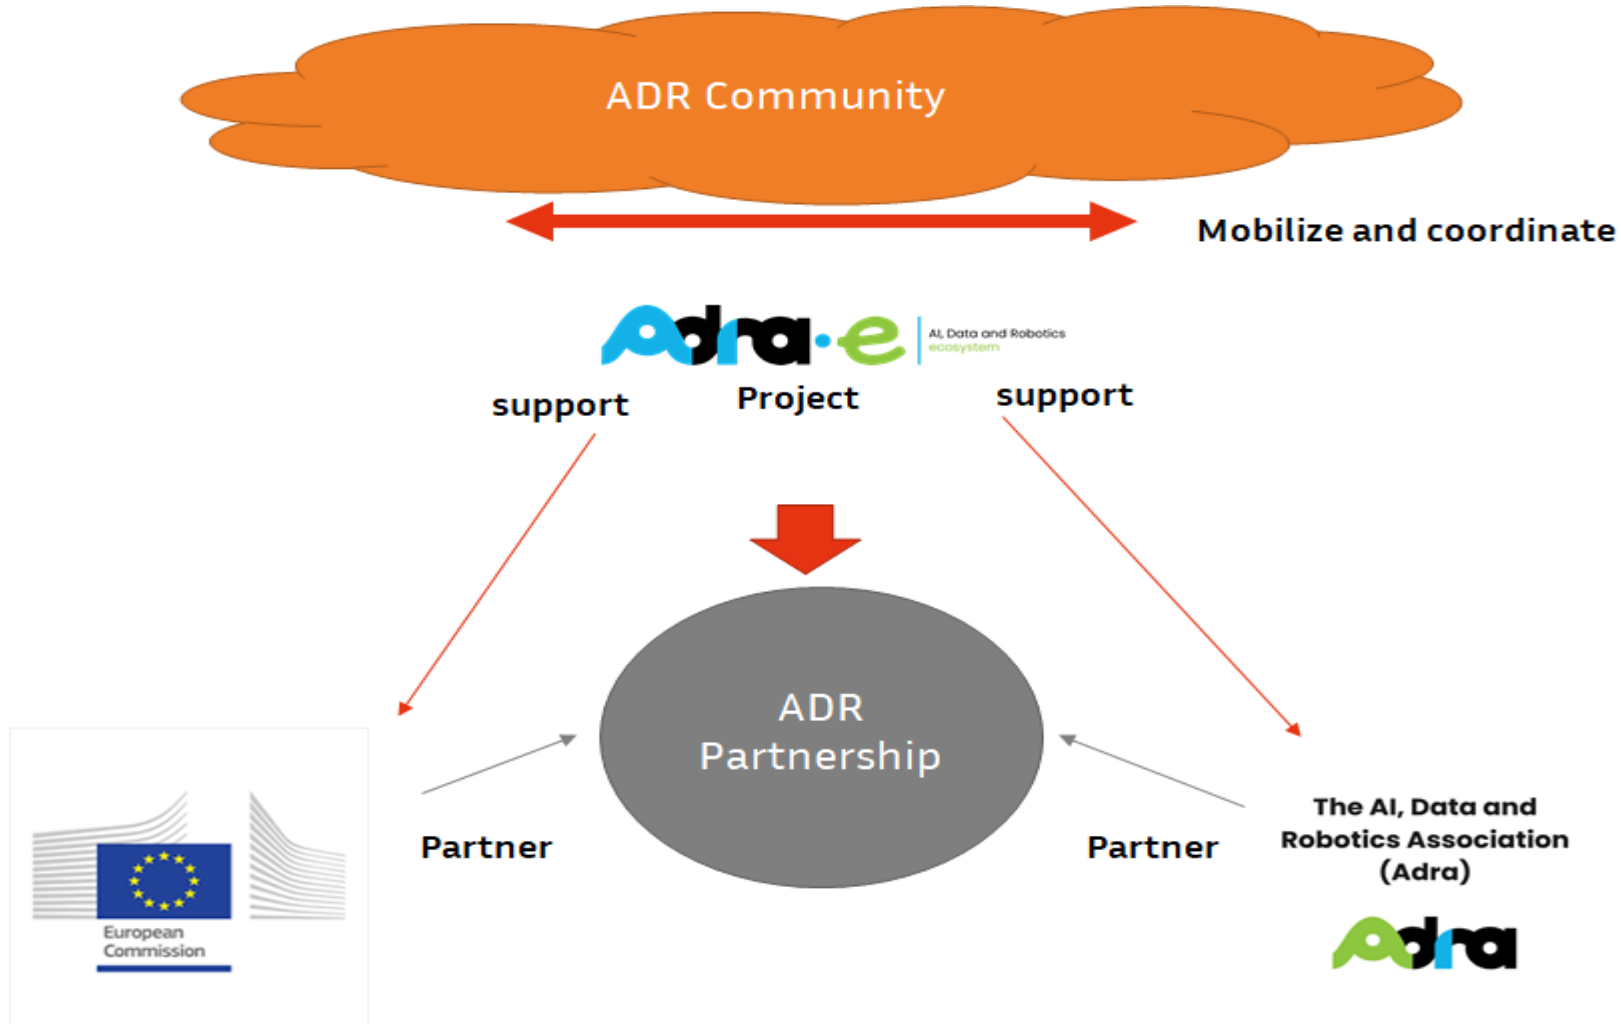 ADR Community
Mobilize and coordinate
Adra·e
AI, Data and Robotics
ecosystem
support
Project
support
ADR
Partnership
Partner
Partner
The AI, Data and
Robotics Association
(Adra)
Adra
European
Commission